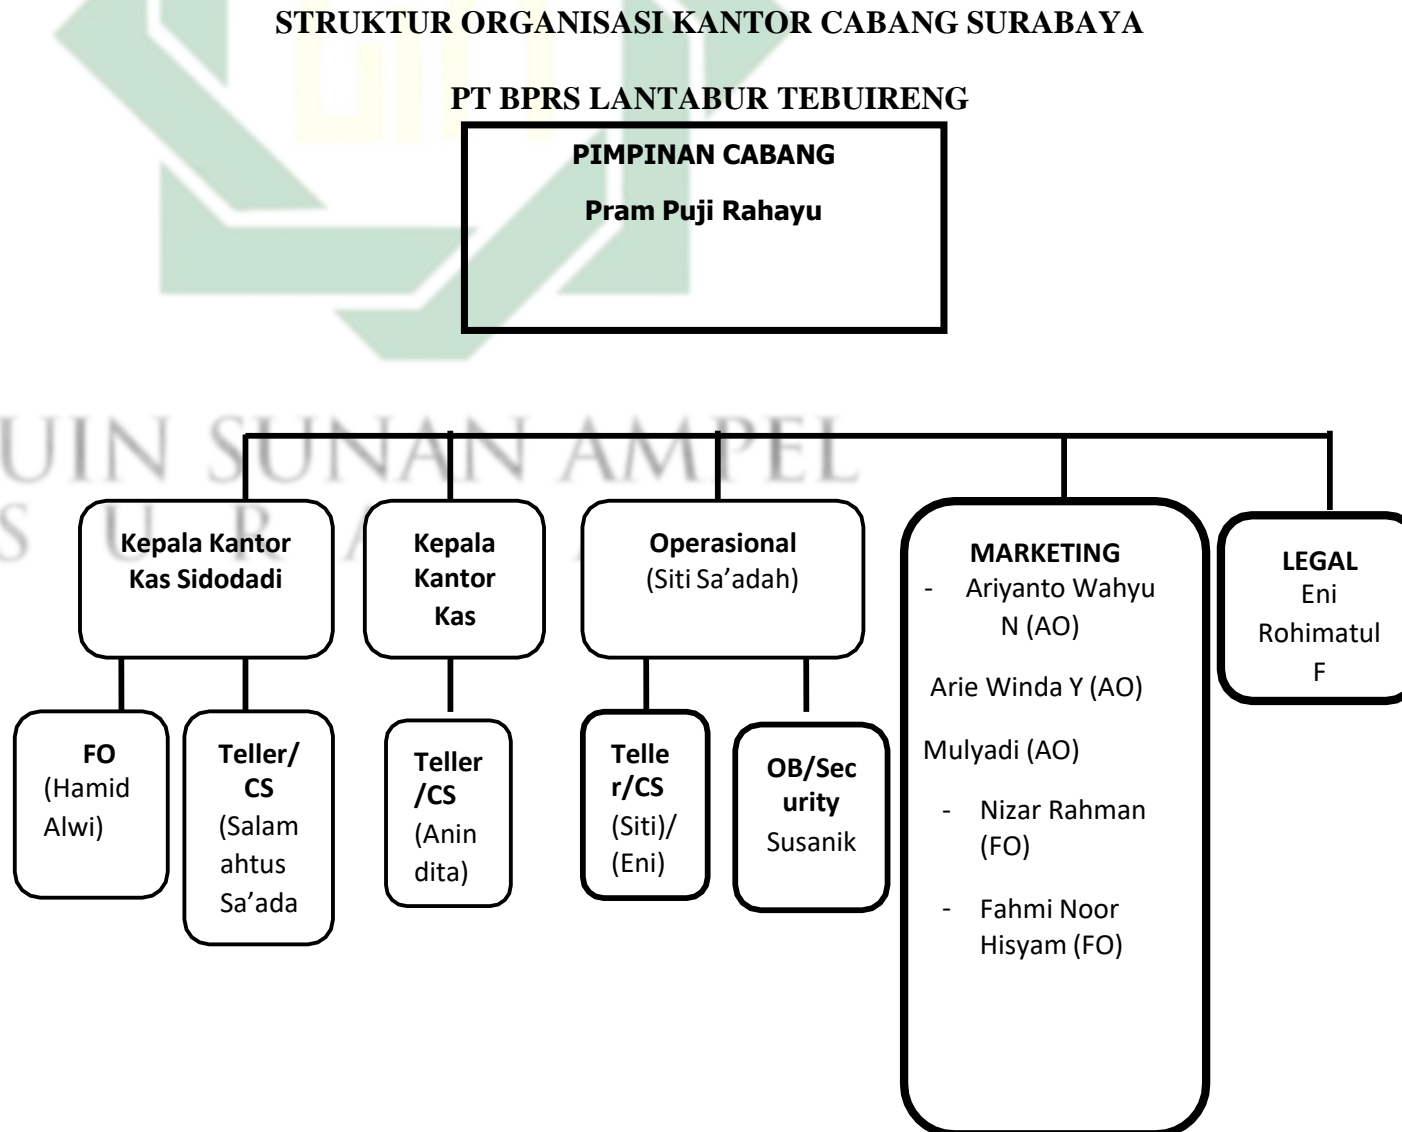 STRUKTUR ORGANISASI KANTOR CABANG SURABAYA
PT BPRS LANTABUR TEBUIRENG
PIMPINAN CABANG
Pram Puji Rahayu
UIN SUNAN AMPEL
S U R A
Kepala Kantor
Kas Sidodadi
Kepala
Kantor
Kas
Operasional
(Siti Sa’adah)
MARKETING
- Ariyanto Wahyu
N (AO)
Arie Winda Y (AO)
Mulyadi (AO)
- Nizar Rahman
(FO)
- Fahmi Noor
Hisyam (FO)
LEGAL
Eni
Rohimatul
F
FO
(Hamid
Alwi)
Teller/
CS
(Salam
ahtus
Sa’ada
Teller
/CS
(Anin
dita)
Telle
r/CS
(Siti)/
(Eni)
OB/Sec
urity
Susanik